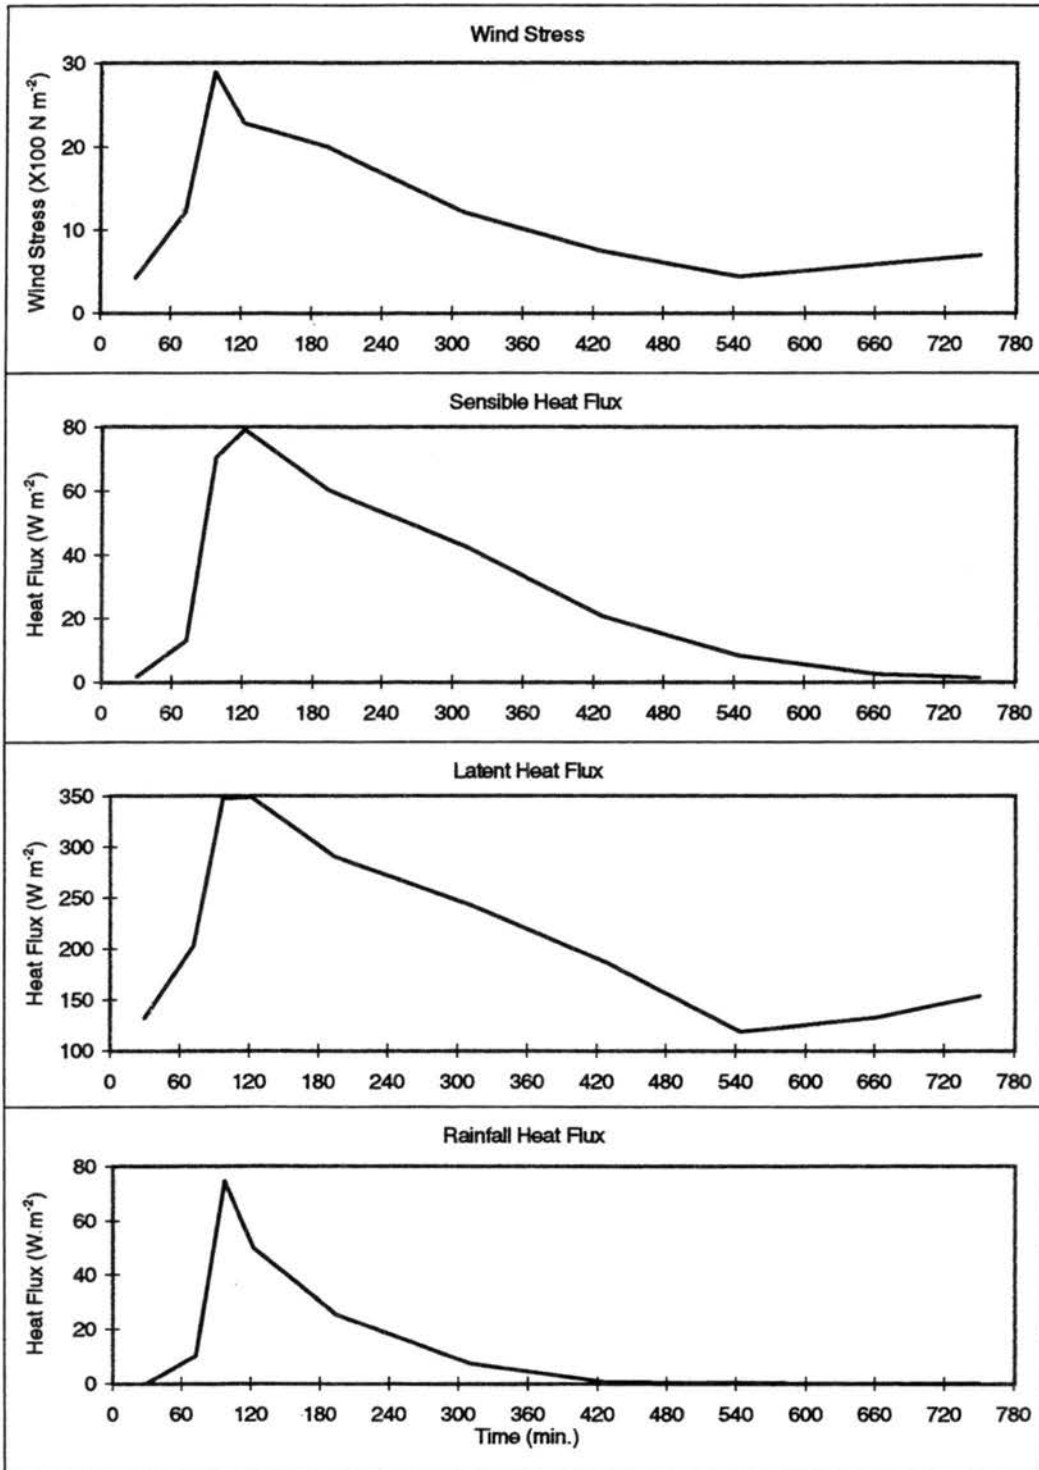 Wind Stress
Wind Stress (X100 N m-2)
30
20
10
0
0 60 120 180 240 300 360 420 480 540 600 660 720 780
Sensible Heat Flux
Heat Flux (W m-2)
80
60
40
20
0
0 60 120 180 240 300 360 420 480 540 600 660 720 780
Latent Heat Flux
Heat Flux (W m-2)
350
300
250
200
150
100
0 60 120 180 240 300 360 420 480 540 600 660 720 780
Rainfall Heat Flux
Heat Flux (W.m-2)
80
60
40
20
0
0 60 120 180 240 300 360 420 480 540 600 660 720 780
Time (min.)